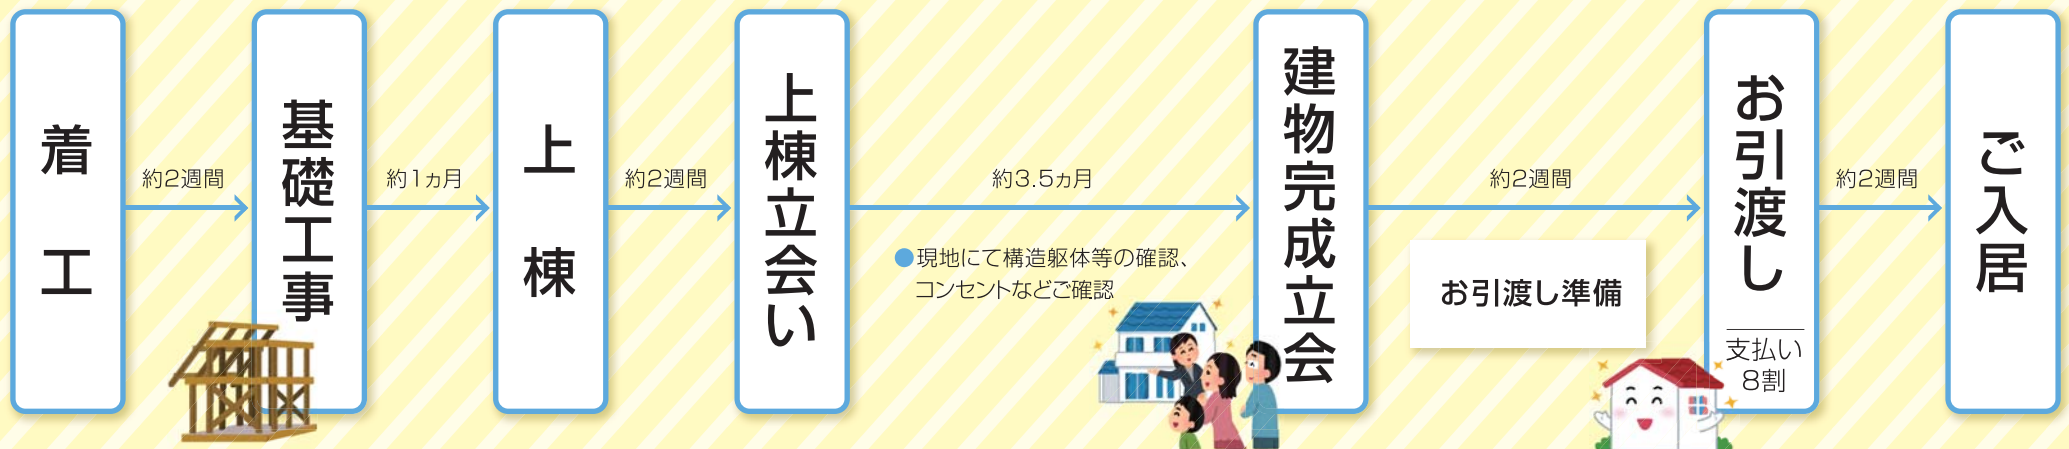 着工
約2週間
基礎工事
約1ヵ月
上棟
約2週間
上棟立会い
約3.5ヵ月
●現地にて構造躯体等の確認、
コンセントなどご確認
建物完成立会
約2週間
お引渡し準備
お引渡し
支払い
8割
約2週間
ご入居